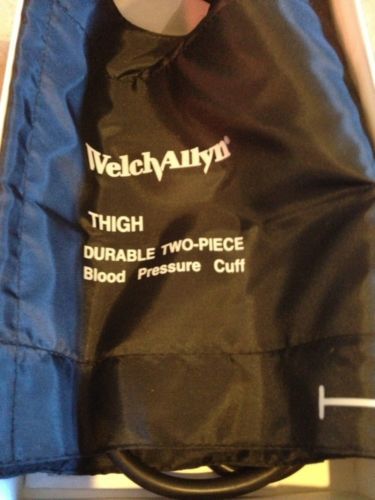 WelchAllyn®
THIGH
DURABLE TWO-PIECE
Blood Pressure Cuff